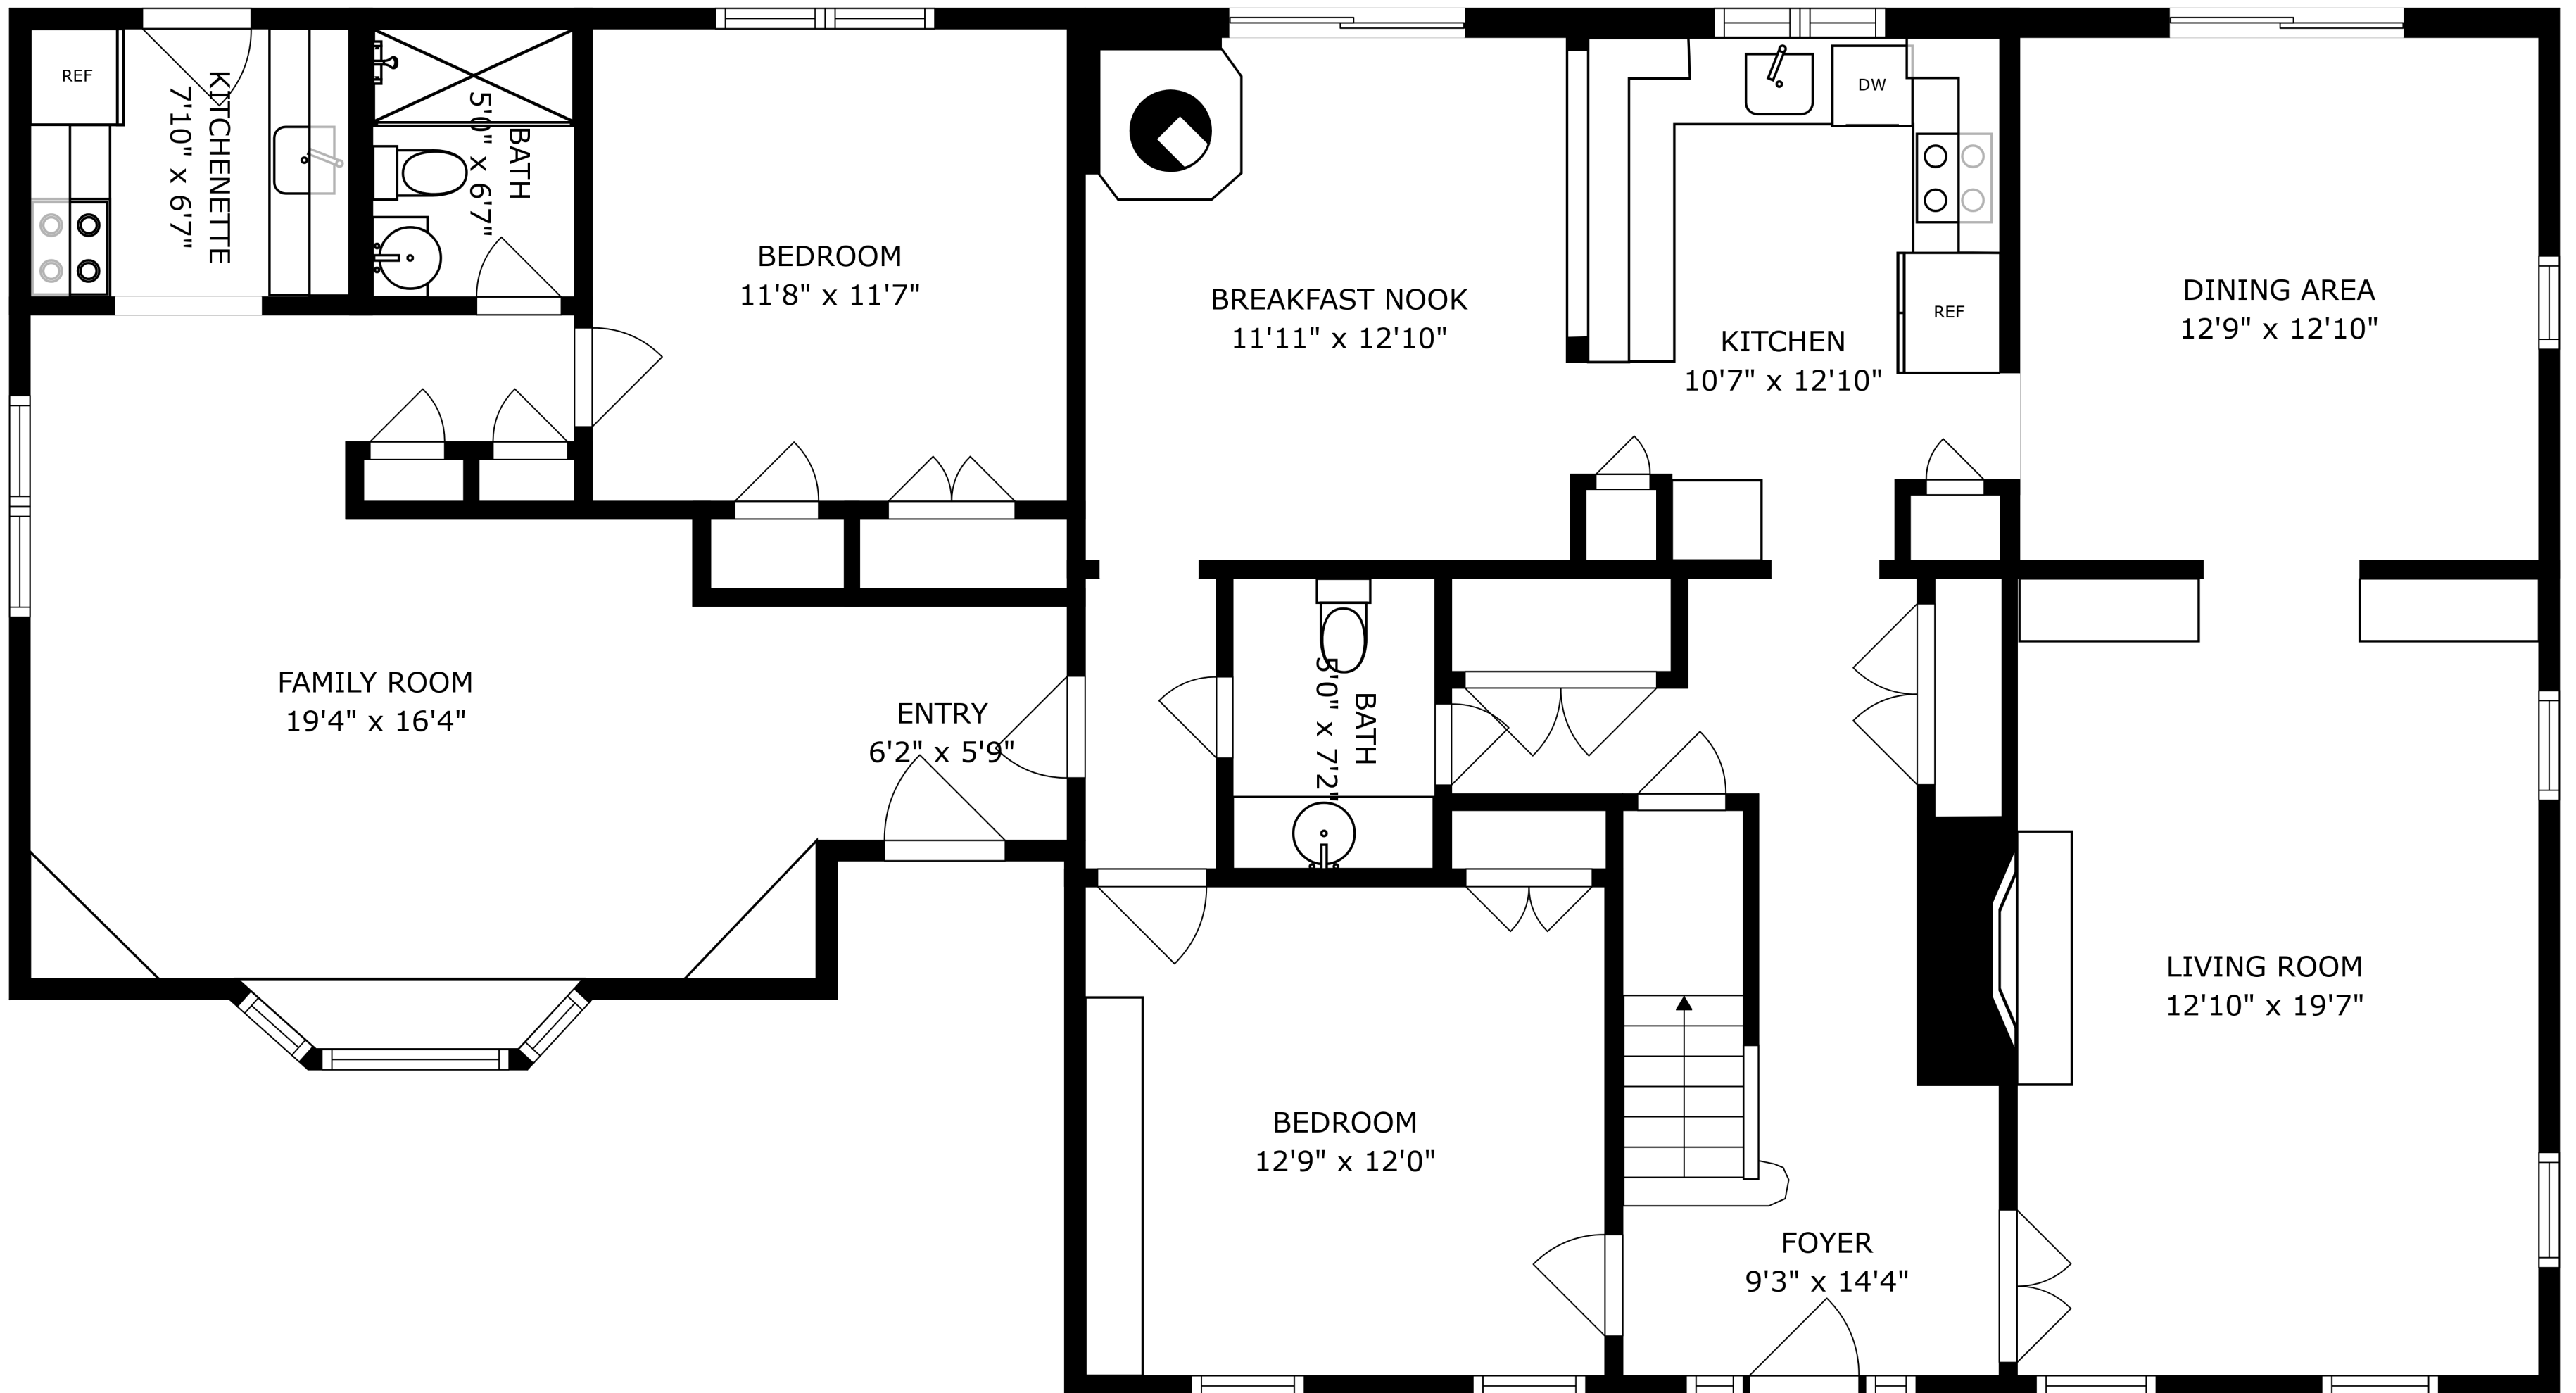 REF
KITCHENETTE
7'10" x 6'7"
BATH
5'0" x 6'7"
BEDROOM
11'8" x 11'7"
BREAKFAST NOOK
11'11" x 12'10"
DW
KITCHEN
10'7" x 12'10"
REF
DINING AREA
12'9" x 12'10"
FAMILY ROOM
19'4" x 16'4"
ENTRY
6'2" x 5'9"
BATH
5'0" x 7'2"
LIVING ROOM
12'10" x 19'7"
BEDROOM
12'9" x 12'0"
FOYER
9'3" x 14'4"